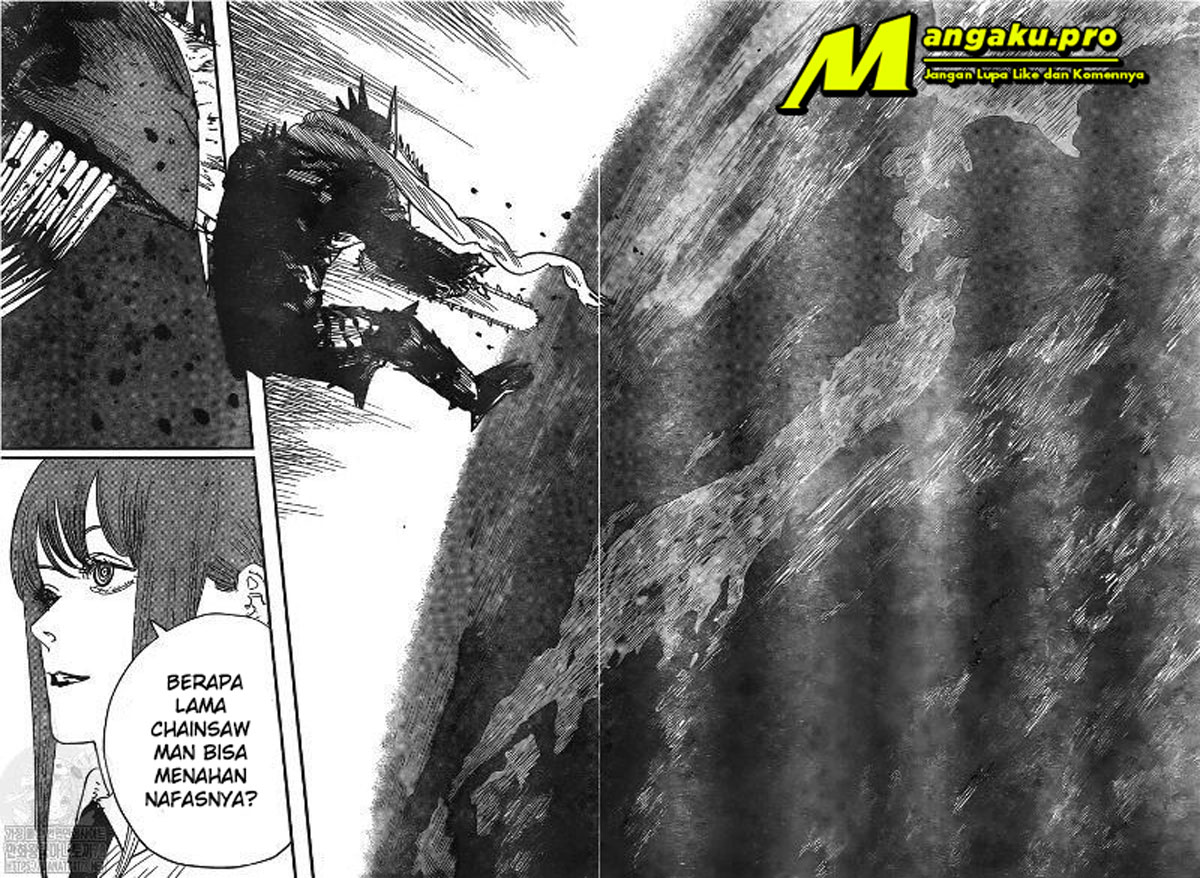 Mangaku.pro
Jangan Lupa Like dan Komennya
BERAPA
LAMA
CHAINSAW
MAN BISA
MENAHAN
NAFASNYA?